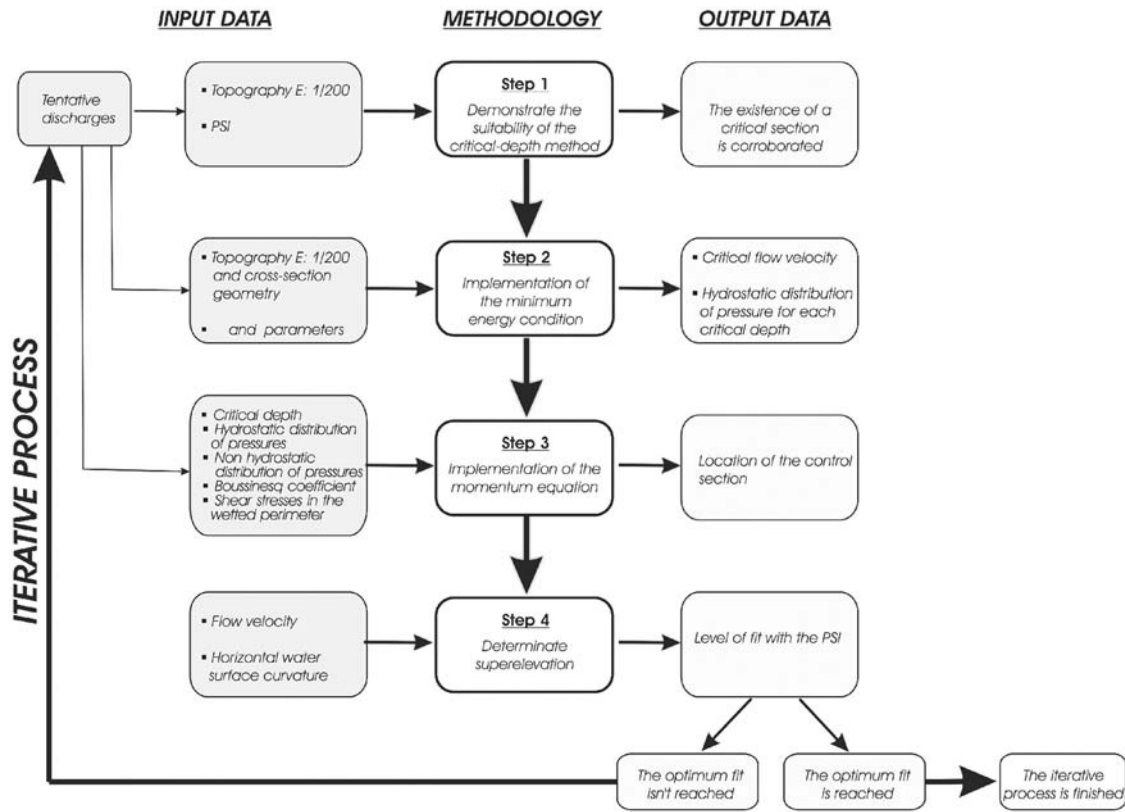 INPUT DATA
METHODOLOGY
OUTPUT DATA
Tentative
discharges
▪ Topography E: 1/200
▪ PSI
Step 1
Demonstrate the
suitability of the
critical-depth method
The existence of a
critical section
is corroborated
▪ Topography E: 1/200
and cross-section
geometry
▪ and parameters
Step 2
Implementation of
the minimum
energy condition
▪ Critical flow velocity
▪ Hydrostatic distribution
of pressure for each
critical depth
▪ Critical depth
▪ Hydrostatic distribution
of pressures
▪ Non hydrostatic
distribution of pressures
▪ Boussinesq coefficient
▪ Shear stresses in the
wetted perimeter
Step 3
Implementation of the
momentum equation
Location of the control
section
▪ Flow velocity
▪ Horizontal water
surface curvature
Step 4
Determinate
superelevation
Level of fit with the PSI
The optimum fit
isn't reached
The optimum fit
is reached
The iterative
process is finished
ITERATIVE PROCESS